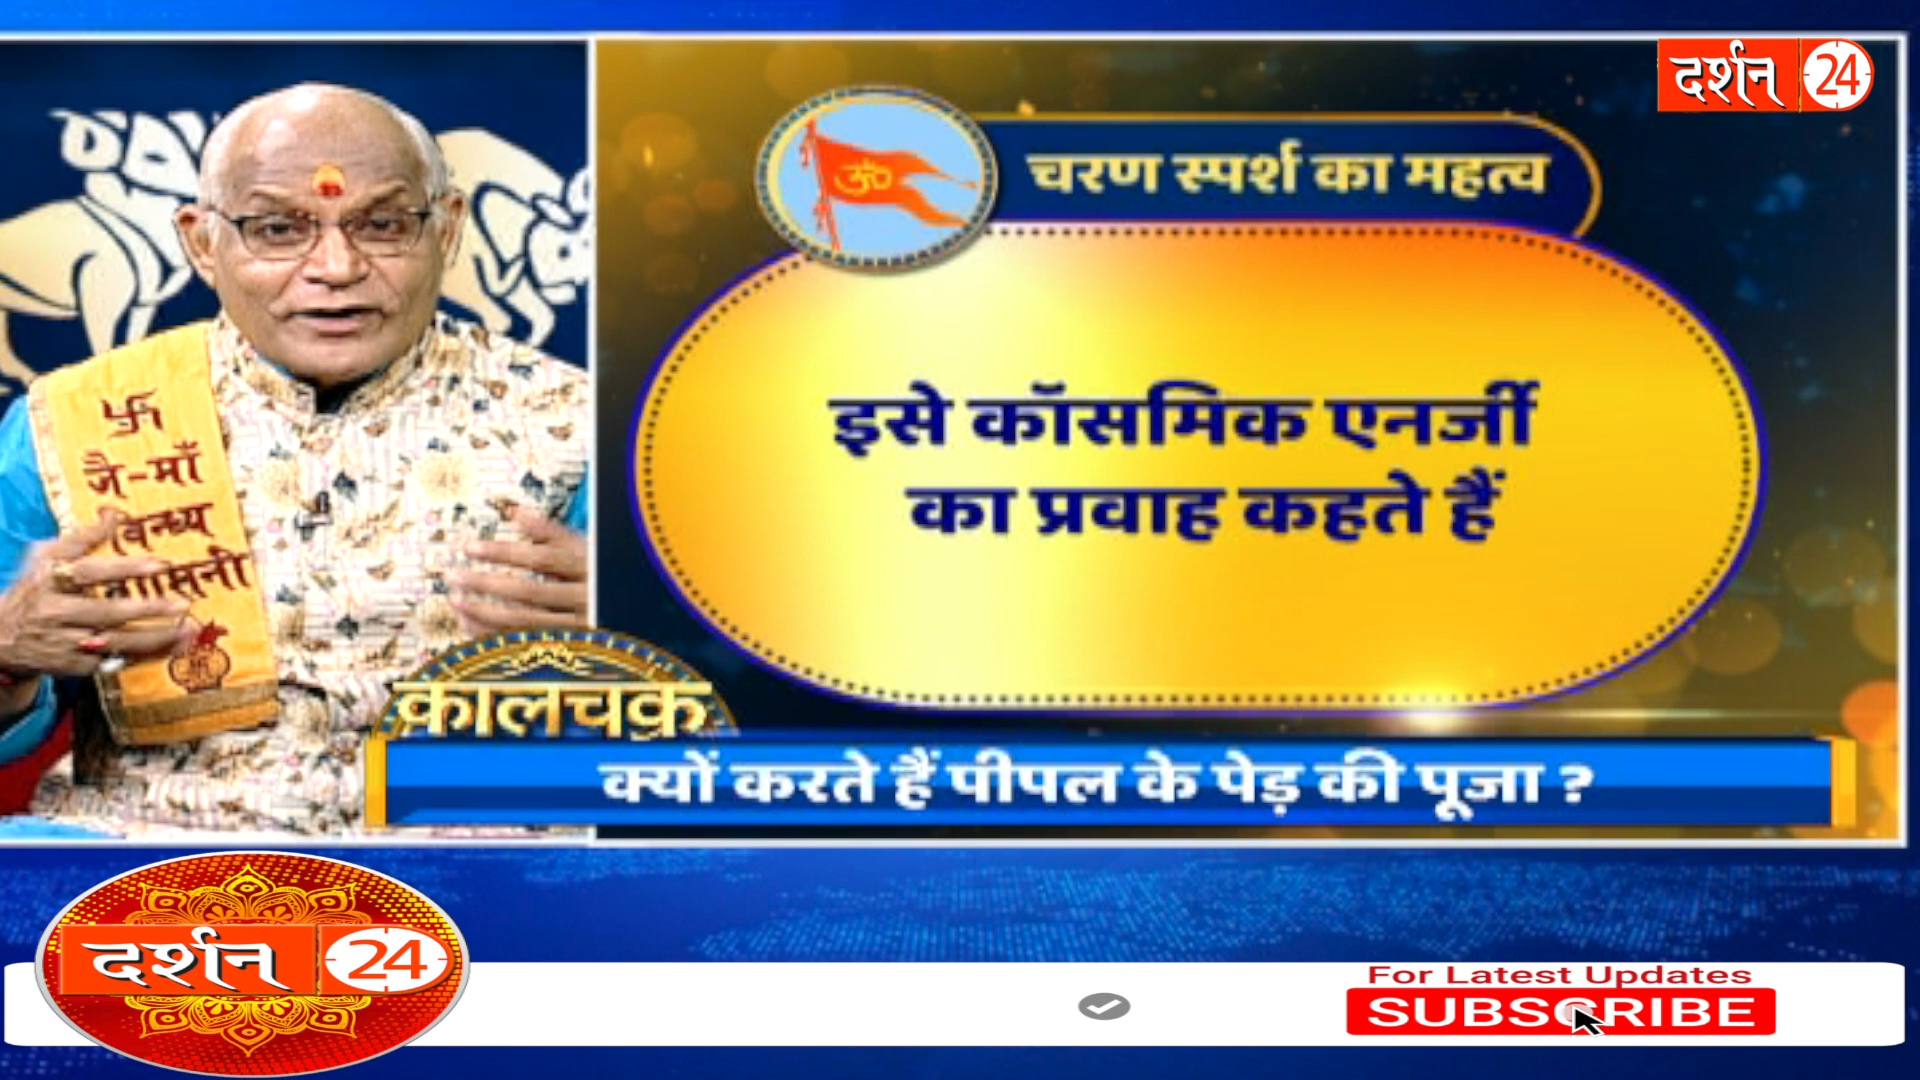 दर्शन 24
चरण स्पर्श का महत्व
इसे कॉसमिक एनर्जी
का प्रवाह कहते हैं
जै-माँ
विन्ध्य
वासिनी
कालचक्र
क्यों करते हैं पीपल के पेड़ की पूजा ?
दर्शन 24
For Latest Updates
SUBSCRIBE